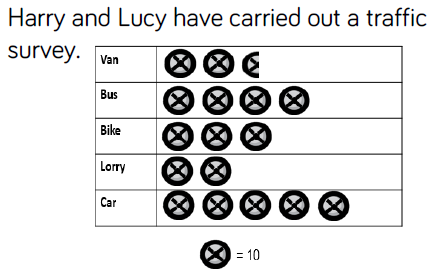 Harry and Lucy have carried out a traffic
survey.
Van
Bus
Bike
Lorry
Car
= 10